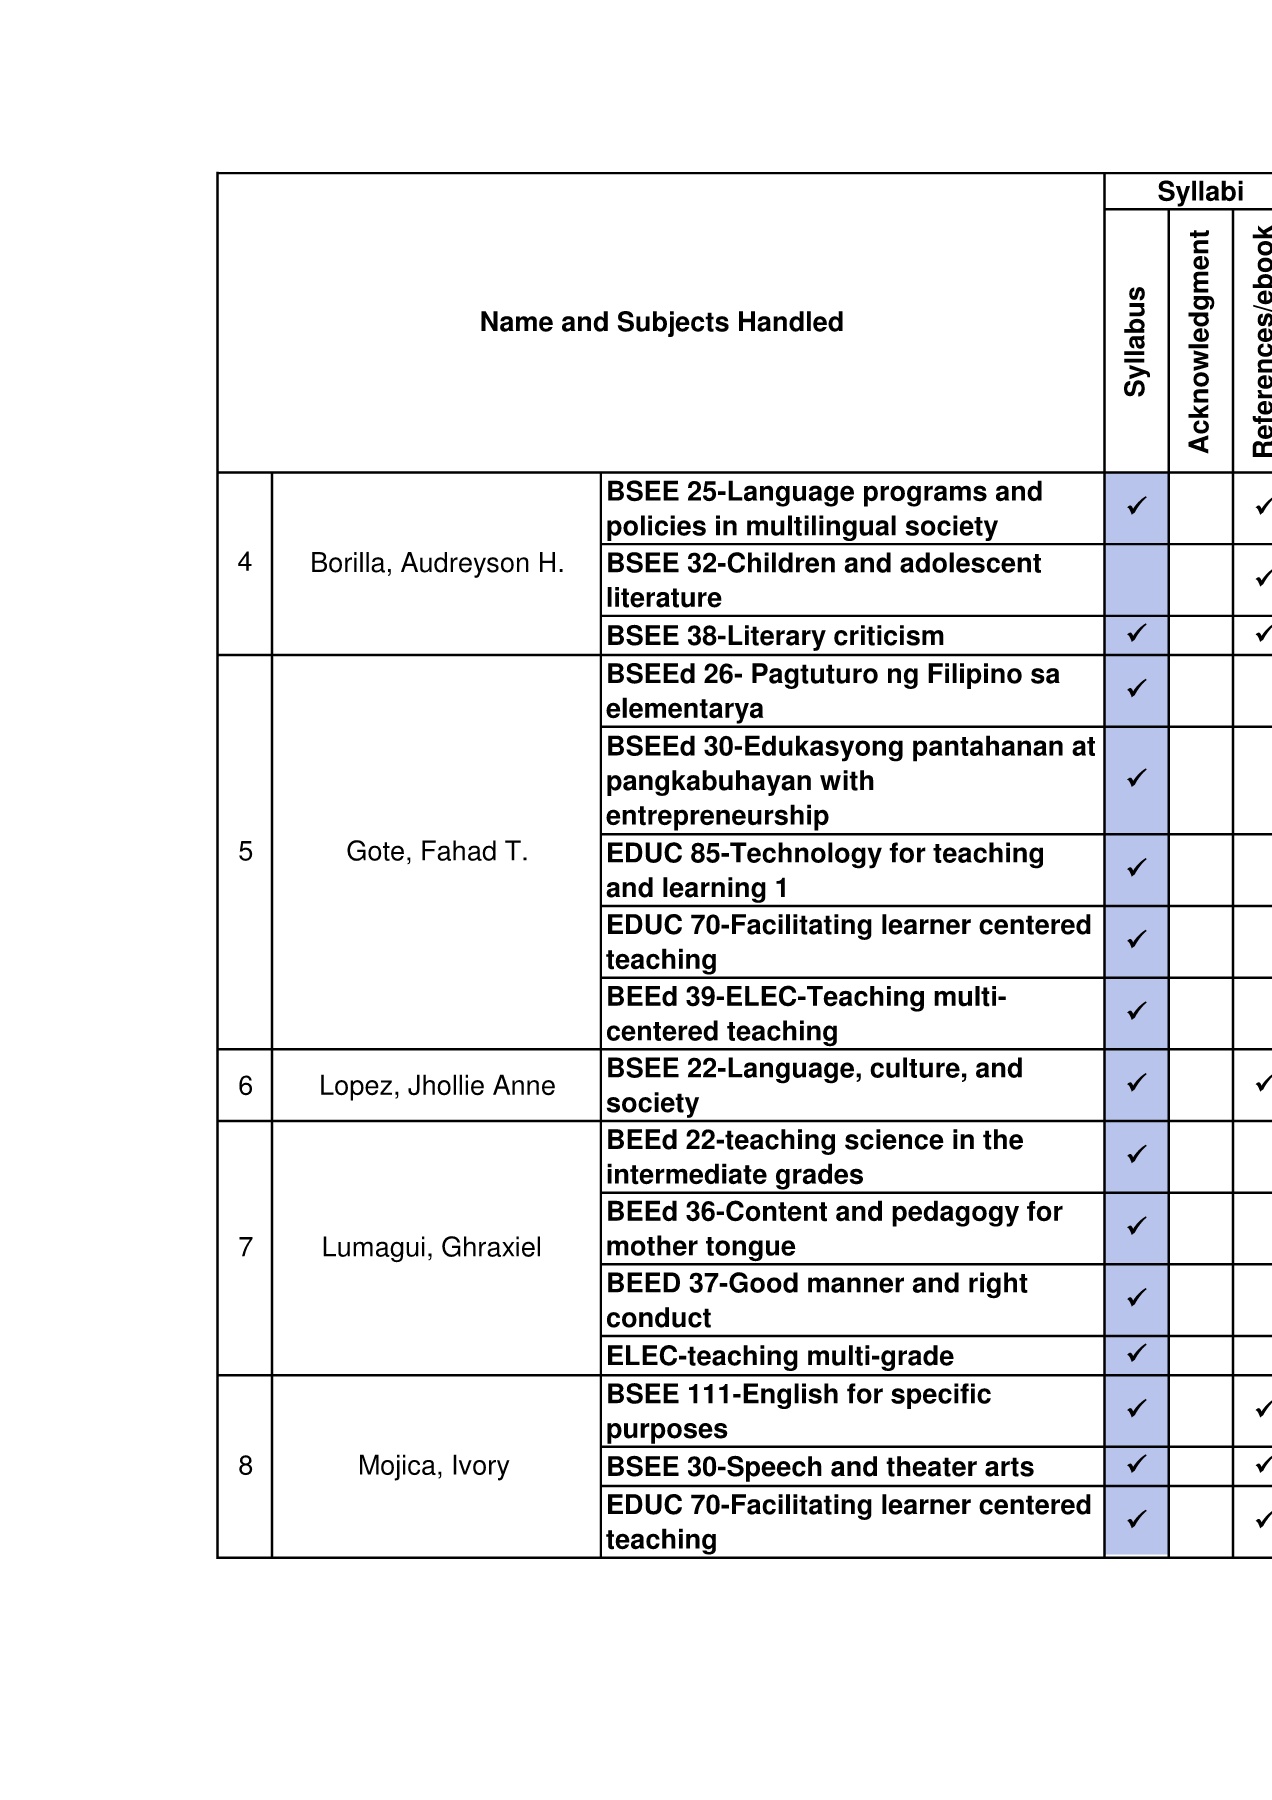 Syllabi
Name and Subjects Handled
Syllabus
Acknowledgment
References/ebook
4
Borilla, Audreyson H.
BSEE 25-Language programs and
policies in multilingual society
✓
✓
BSEE 32-Children and adolescent
literature
✓
BSEE 38-Literary criticism
✓
✓
5
Gote, Fahad T.
BSEEd 26- Pagtuturo ng Filipino sa
elementarya
✓
BSEEd 30-Edukasyong pantahanan at
pangkabuhayan with
entrepreneurship
✓
EDUC 85-Technology for teaching
and learning 1
✓
EDUC 70-Facilitating learner centered
teaching
✓
BEEd 39-ELEC-Teaching multi-
centered teaching
✓
6
Lopez, Jhollie Anne
BSEE 22-Language, culture, and
society
✓
✓
7
Lumagui, Ghraxiel
BEEd 22-teaching science in the
intermediate grades
✓
BEEd 36-Content and pedagogy for
mother tongue
✓
BEED 37-Good manner and right
conduct
✓
ELEC-teaching multi-grade
✓
8
Mojica, Ivory
BSEE 111-English for specific
purposes
✓
✓
BSEE 30-Speech and theater arts
✓
✓
EDUC 70-Facilitating learner centered
teaching
✓
✓